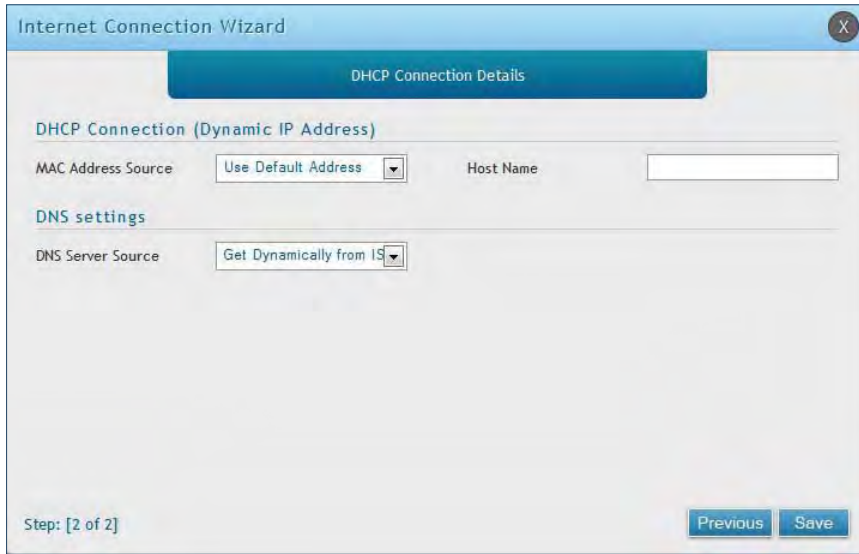 Internet Connection Wizard
X
DHCP Connection Details
DHCP Connection (Dynamic IP Address)
MAC Address Source
Use Default Address
Host Name
DNS settings
DNS Server Source
Get Dynamically from IS
Step: [2 of 2]
Previous
Save